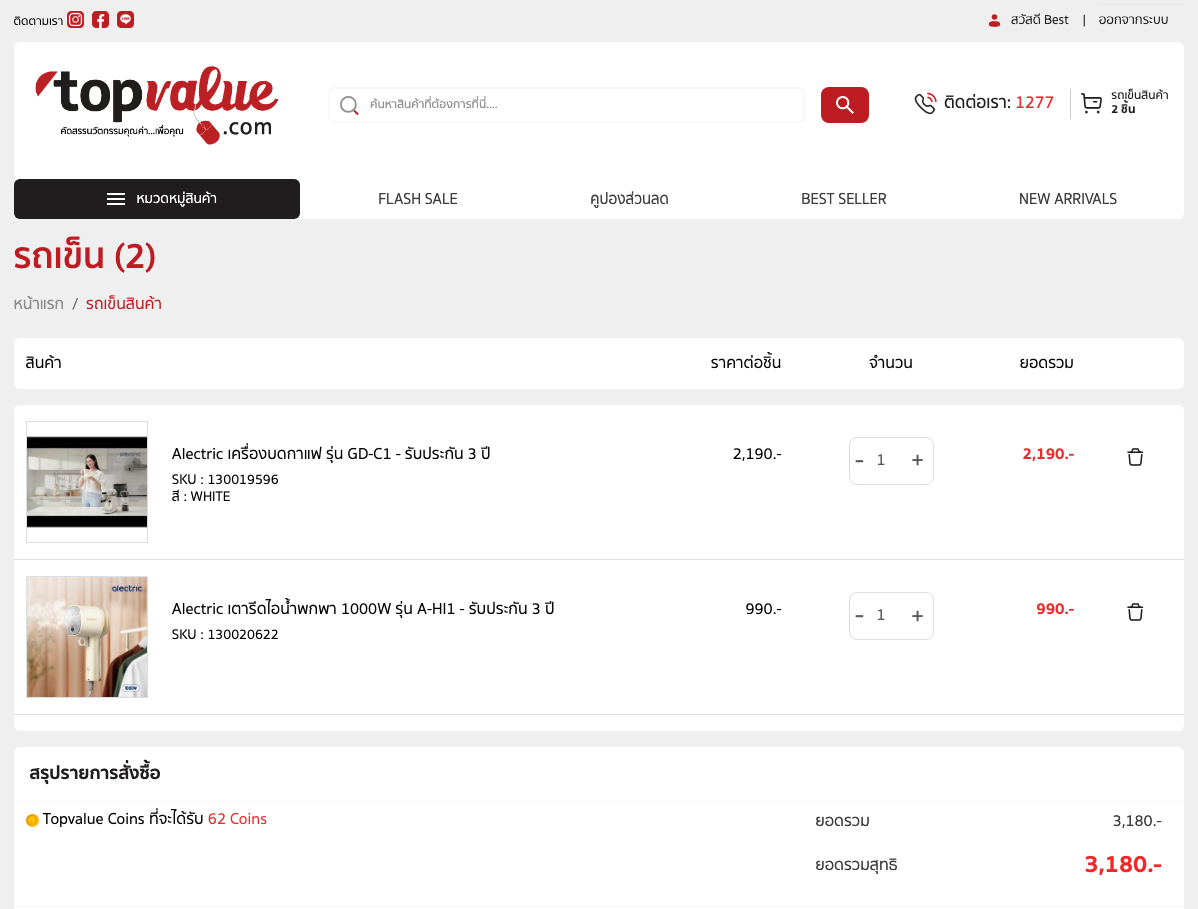 ติดตามเรา
สวัสดี Best | ออกจากระบบ
topvalue
.com
คัดสรรนวัตกรรมคุณค่า...เพื่อคุณ
ค้นหาสินค้าที่ต้องการที่นี่....
ติดต่อเรา: 1277
รถเข็นสินค้า
2 ชิ้น
หมวดหมู่สินค้า
FLASH SALE
คูปองส่วนลด
BEST SELLER
NEW ARRIVALS
รถเข็น (2)
หน้าแรก / รถเข็นสินค้า
สินค้า ราคาต่อชิ้น จำนวน ยอดรวม
Alectric เครื่องบดกาแฟ รุ่น GD-C1 - รับประกัน 3 ปี 2,190.- - 1 + 2,190.-
SKU : 130019596
สี : WHITE
alectric
Alectric เตารีดไอน้ำพกพา 1000W รุ่น A-HI1 - รับประกัน 3 ปี 990.- - 1 + 990.-
SKU : 130020622
1000W
สรุปรายการสั่งซื้อ
Topvalue Coins ที่จะได้รับ 62 Coins
ยอดรวม 3,180.-
ยอดรวมสุทธิ 3,180.-